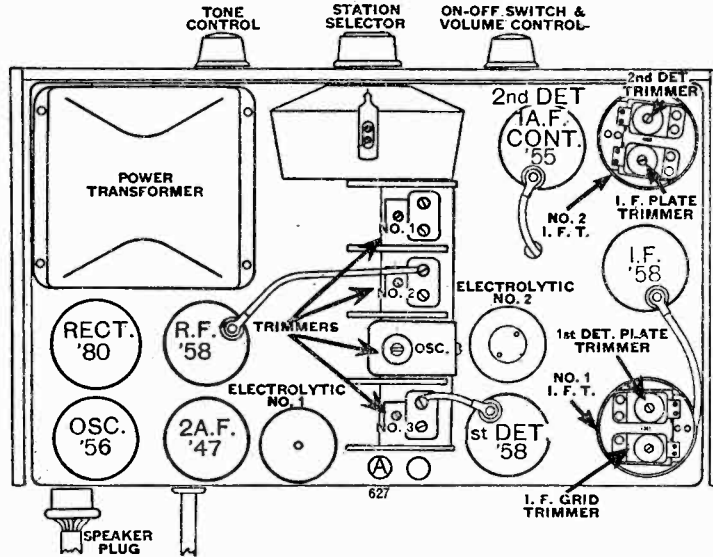 TONE
CONTROL
STATION
SELECTOR
ON-OFF SWITCH &
VOLUME CONTROL
2nd DET.
TRIMMER
2nd DET
1A.F.
CONT.
'55
POWER
TRANSFORMER
I. F. PLATE
TRIMMER
NO. 2
I. F. T.
NO. 1
I.F.
'58
NO. 2
ELECTROLYTIC
NO. 2
RECT.
'80
R.F.
'58
TRIMMERS
OSC.
1st DET. PLATE
TRIMMER
NO. 1
I. F. T.
ELECTROLYTIC
NO. 1
OSC.
'56
2A.F.
'47
NO. 3
st DET
'58
A
627
I. F. GRID
TRIMMER
SPEAKER
PLUG